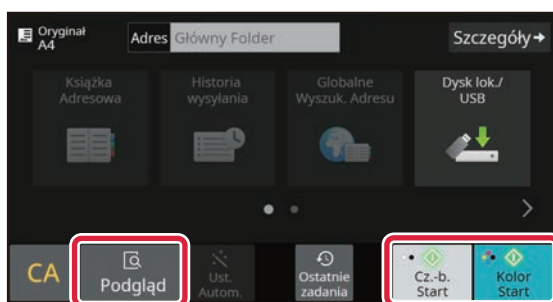 Oryginał
A4
Adres Główny Folder
Szczegóły
Książka
Adresowa
Historia
wysyłania
Globalne
Wyszuk. Adresu
Dysk lok./
USB
CA
Podgląd
Ust.
Autom.
Ostatnie
zadania
Cz.-b.
Start
Kolor
Start